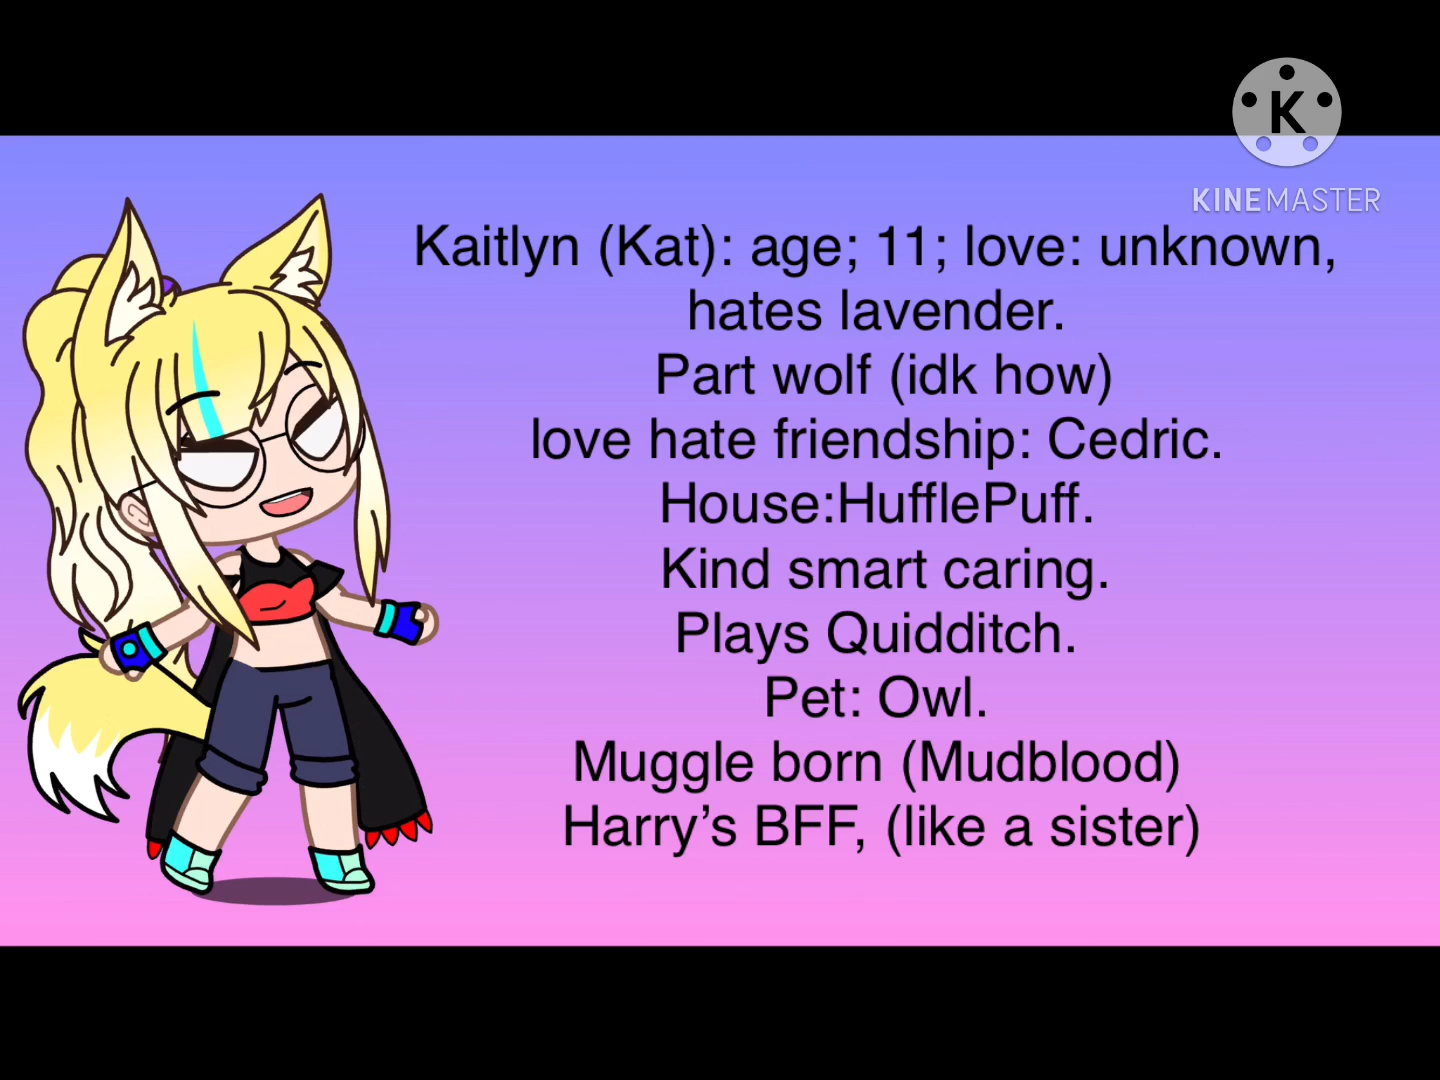 K
KINEMASTER
Kaitlyn (Kat): age; 11; love: unknown,
hates lavender.
Part wolf (idk how)
love hate friendship: Cedric.
House:HufflePuff.
Kind smart caring.
Plays Quidditch.
Pet: Owl.
Muggle born (Mudblood)
Harry’s BFF, (like a sister)